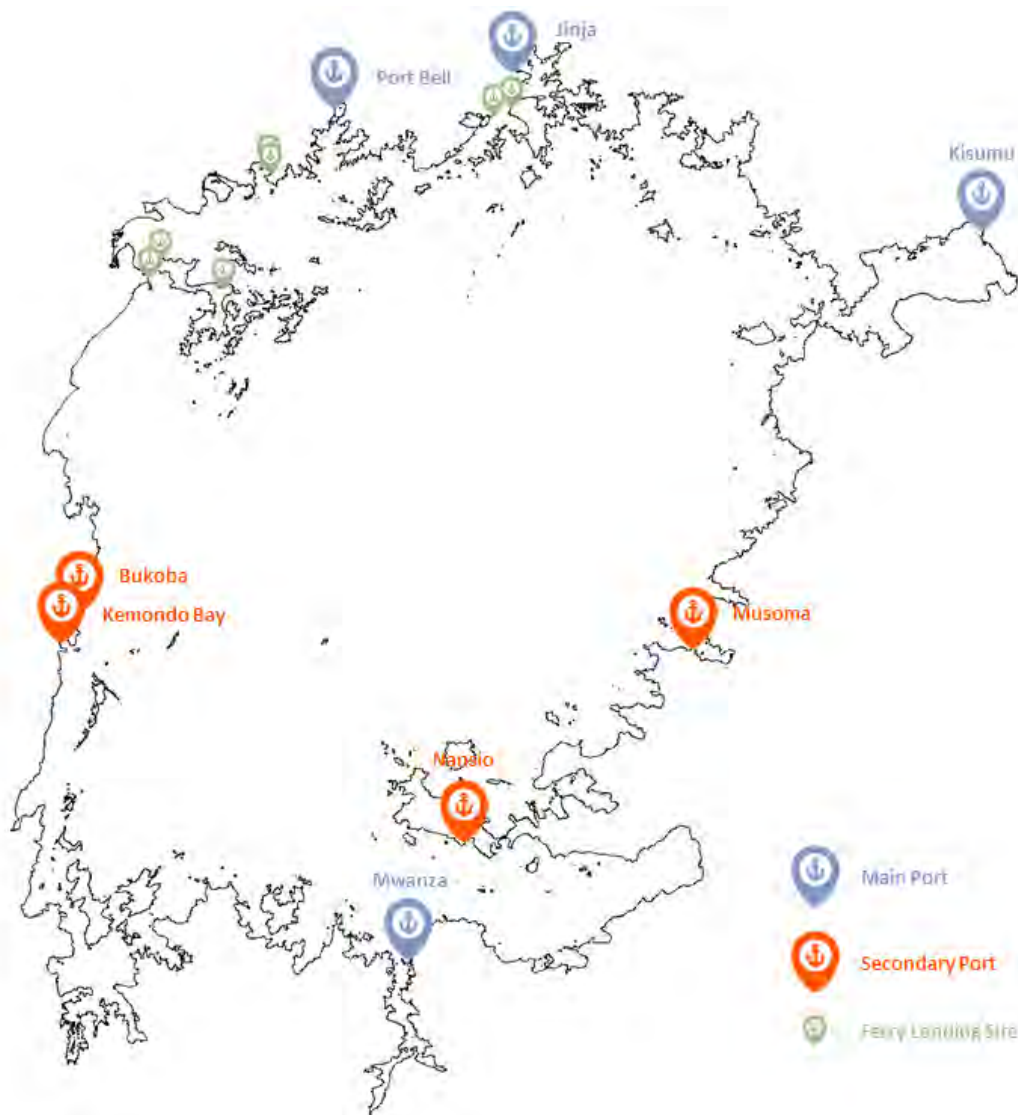 Jinja
Port Bell
Kisumu
Bukoba
Kemondo Bay
Musoma
Nansio
Mwanza
Main Port
Secondary Port
Ferry Landing Site